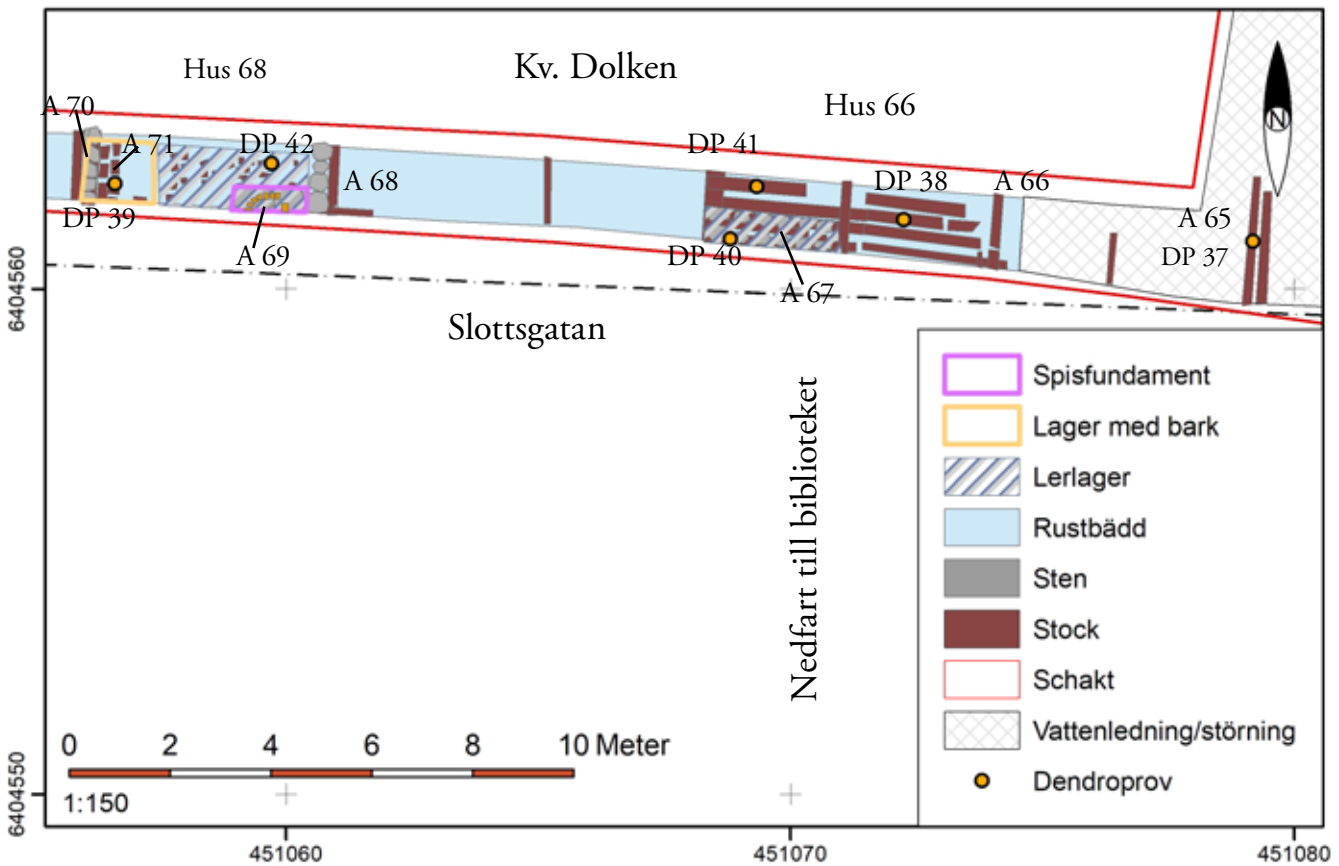 Hus 68
Kv. Dolken
Hus 66
A 70
A 71
DP 42
DP 41
DP 38
A 66
A 68
A 65
DP 39
A 69
DP 40
DP 37
A 67
Slottsgatan
Nedfart till biblioteket
N
Spisfundament
Lager med bark
Lerlager
Rustbädd
Sten
Stock
Schakt
Vattenledning/störning
Dendroprov
0 2 4 6 8 10 Meter
1:150
6404560
6404550
451060
451070
451080